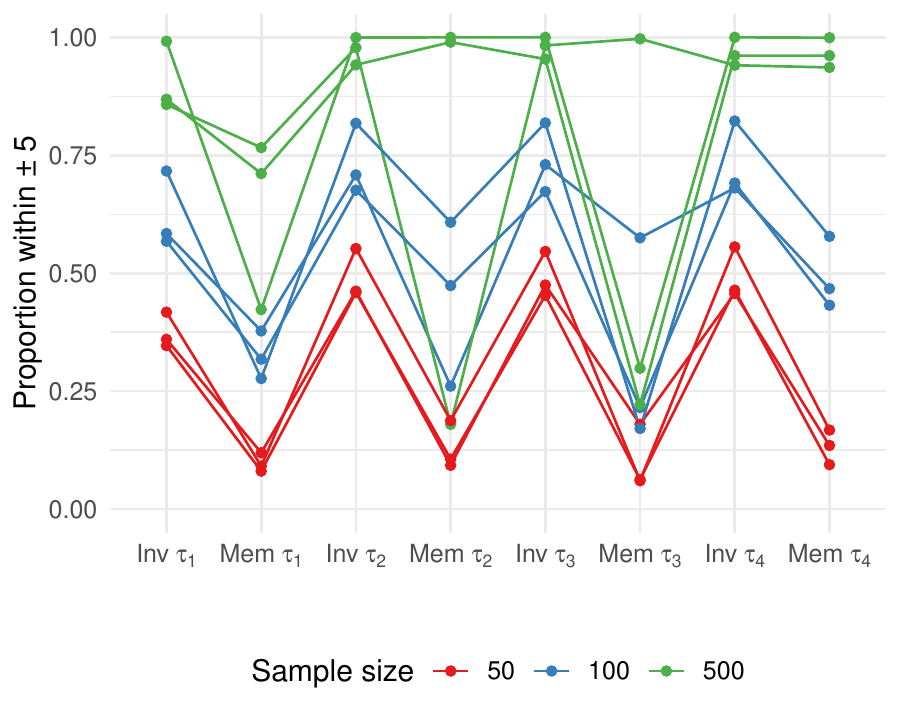 Proportion within ± 5
1.00
0.75
0.50
0.25
0.00
Inv τ1 Mem τ1 Inv τ2 Mem τ2 Inv τ3 Mem τ3 Inv τ4 Mem τ4
Sample size 50 100 500